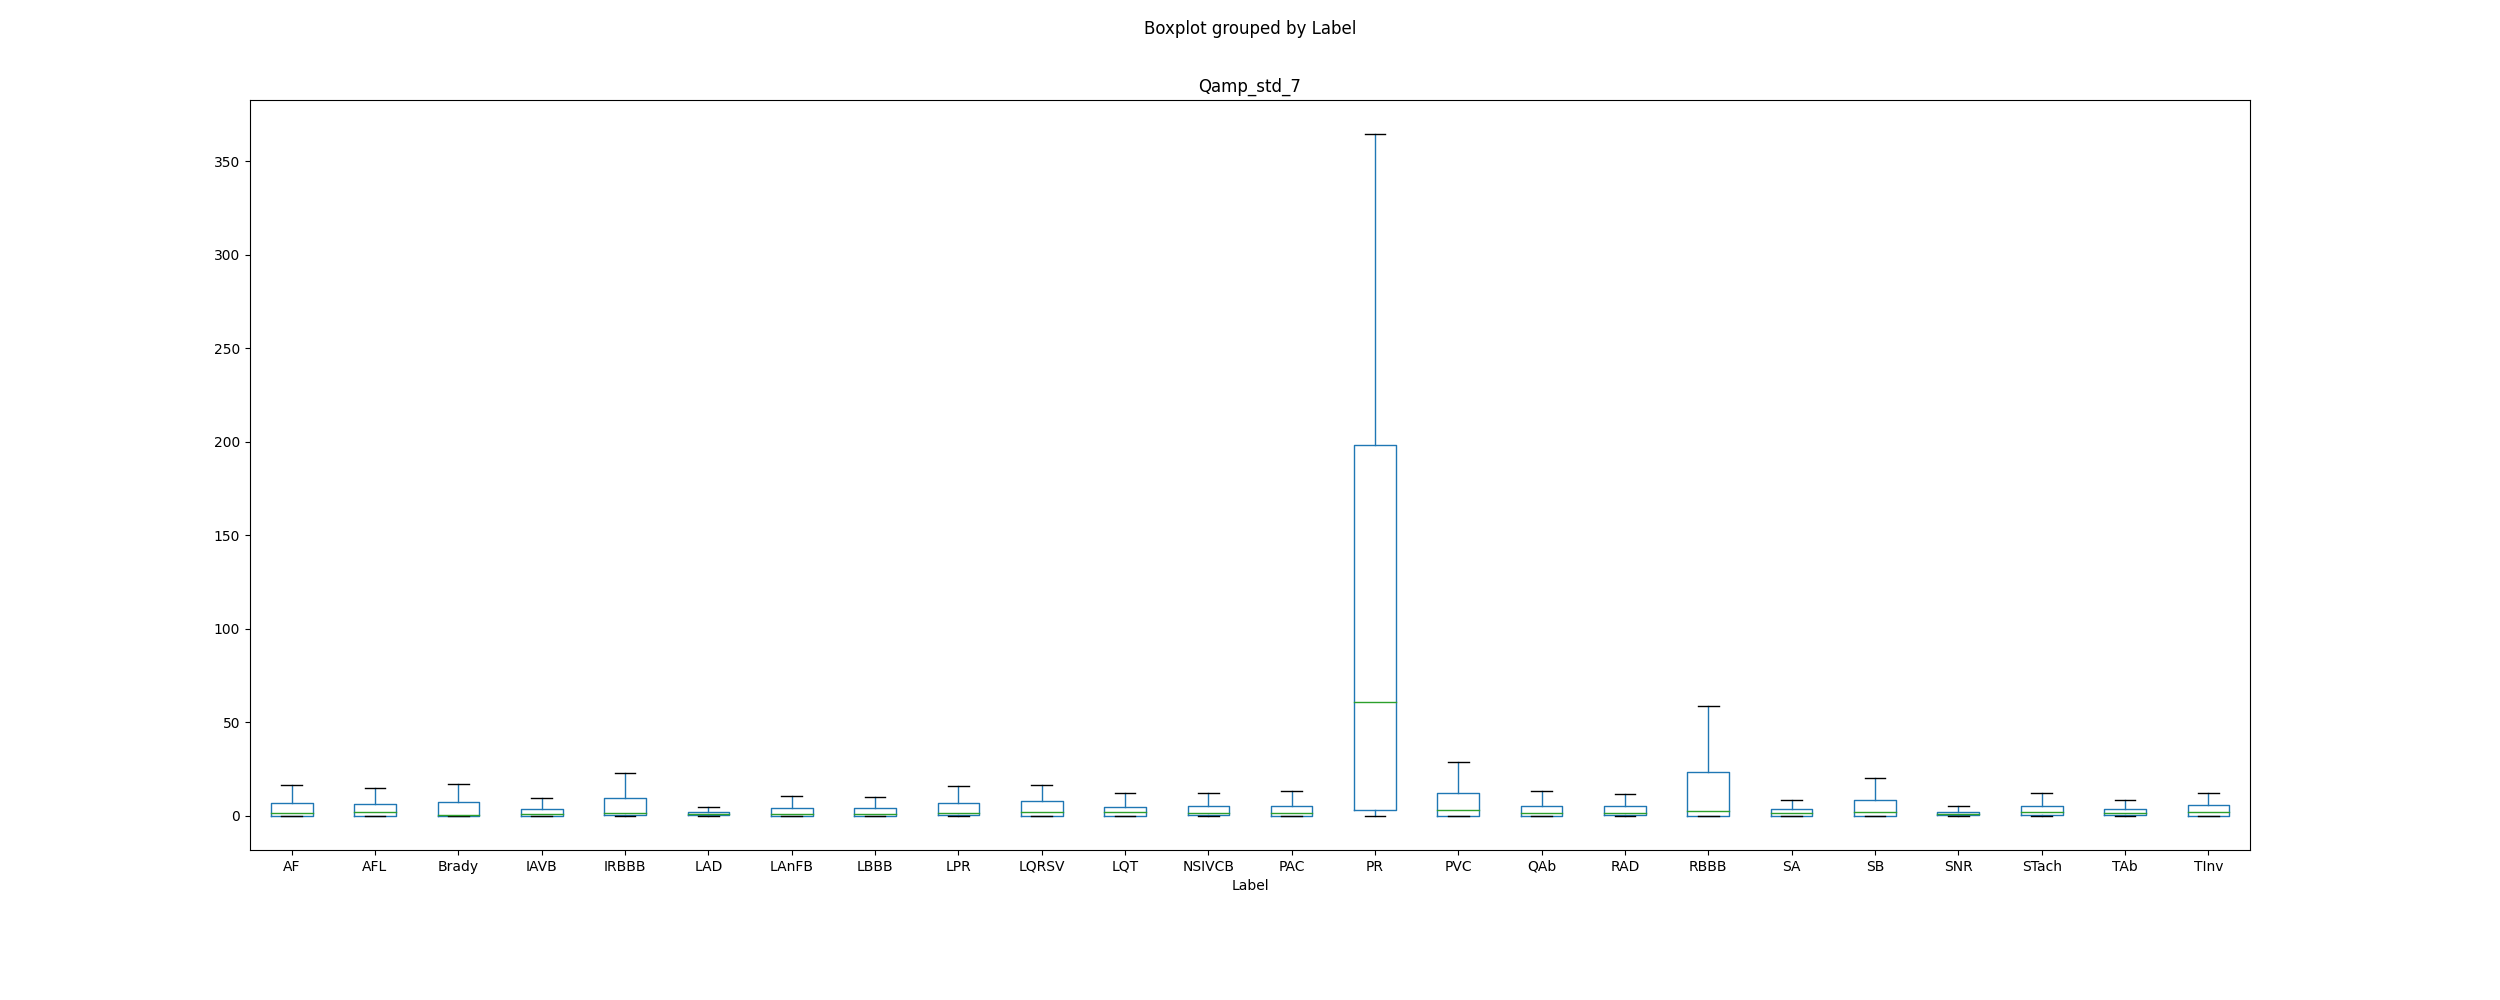 Boxplot grouped by Label
Qamp_std_7
350
300
250
200
150
100
50
0
AF AFL Brady IAVB IRBBB LAD LAnFB LBBB LPR LQRSV LQT NSIVCB PAC PR PVC QAb RAD RBBB SA SB SNR STach TAb TInv
Label